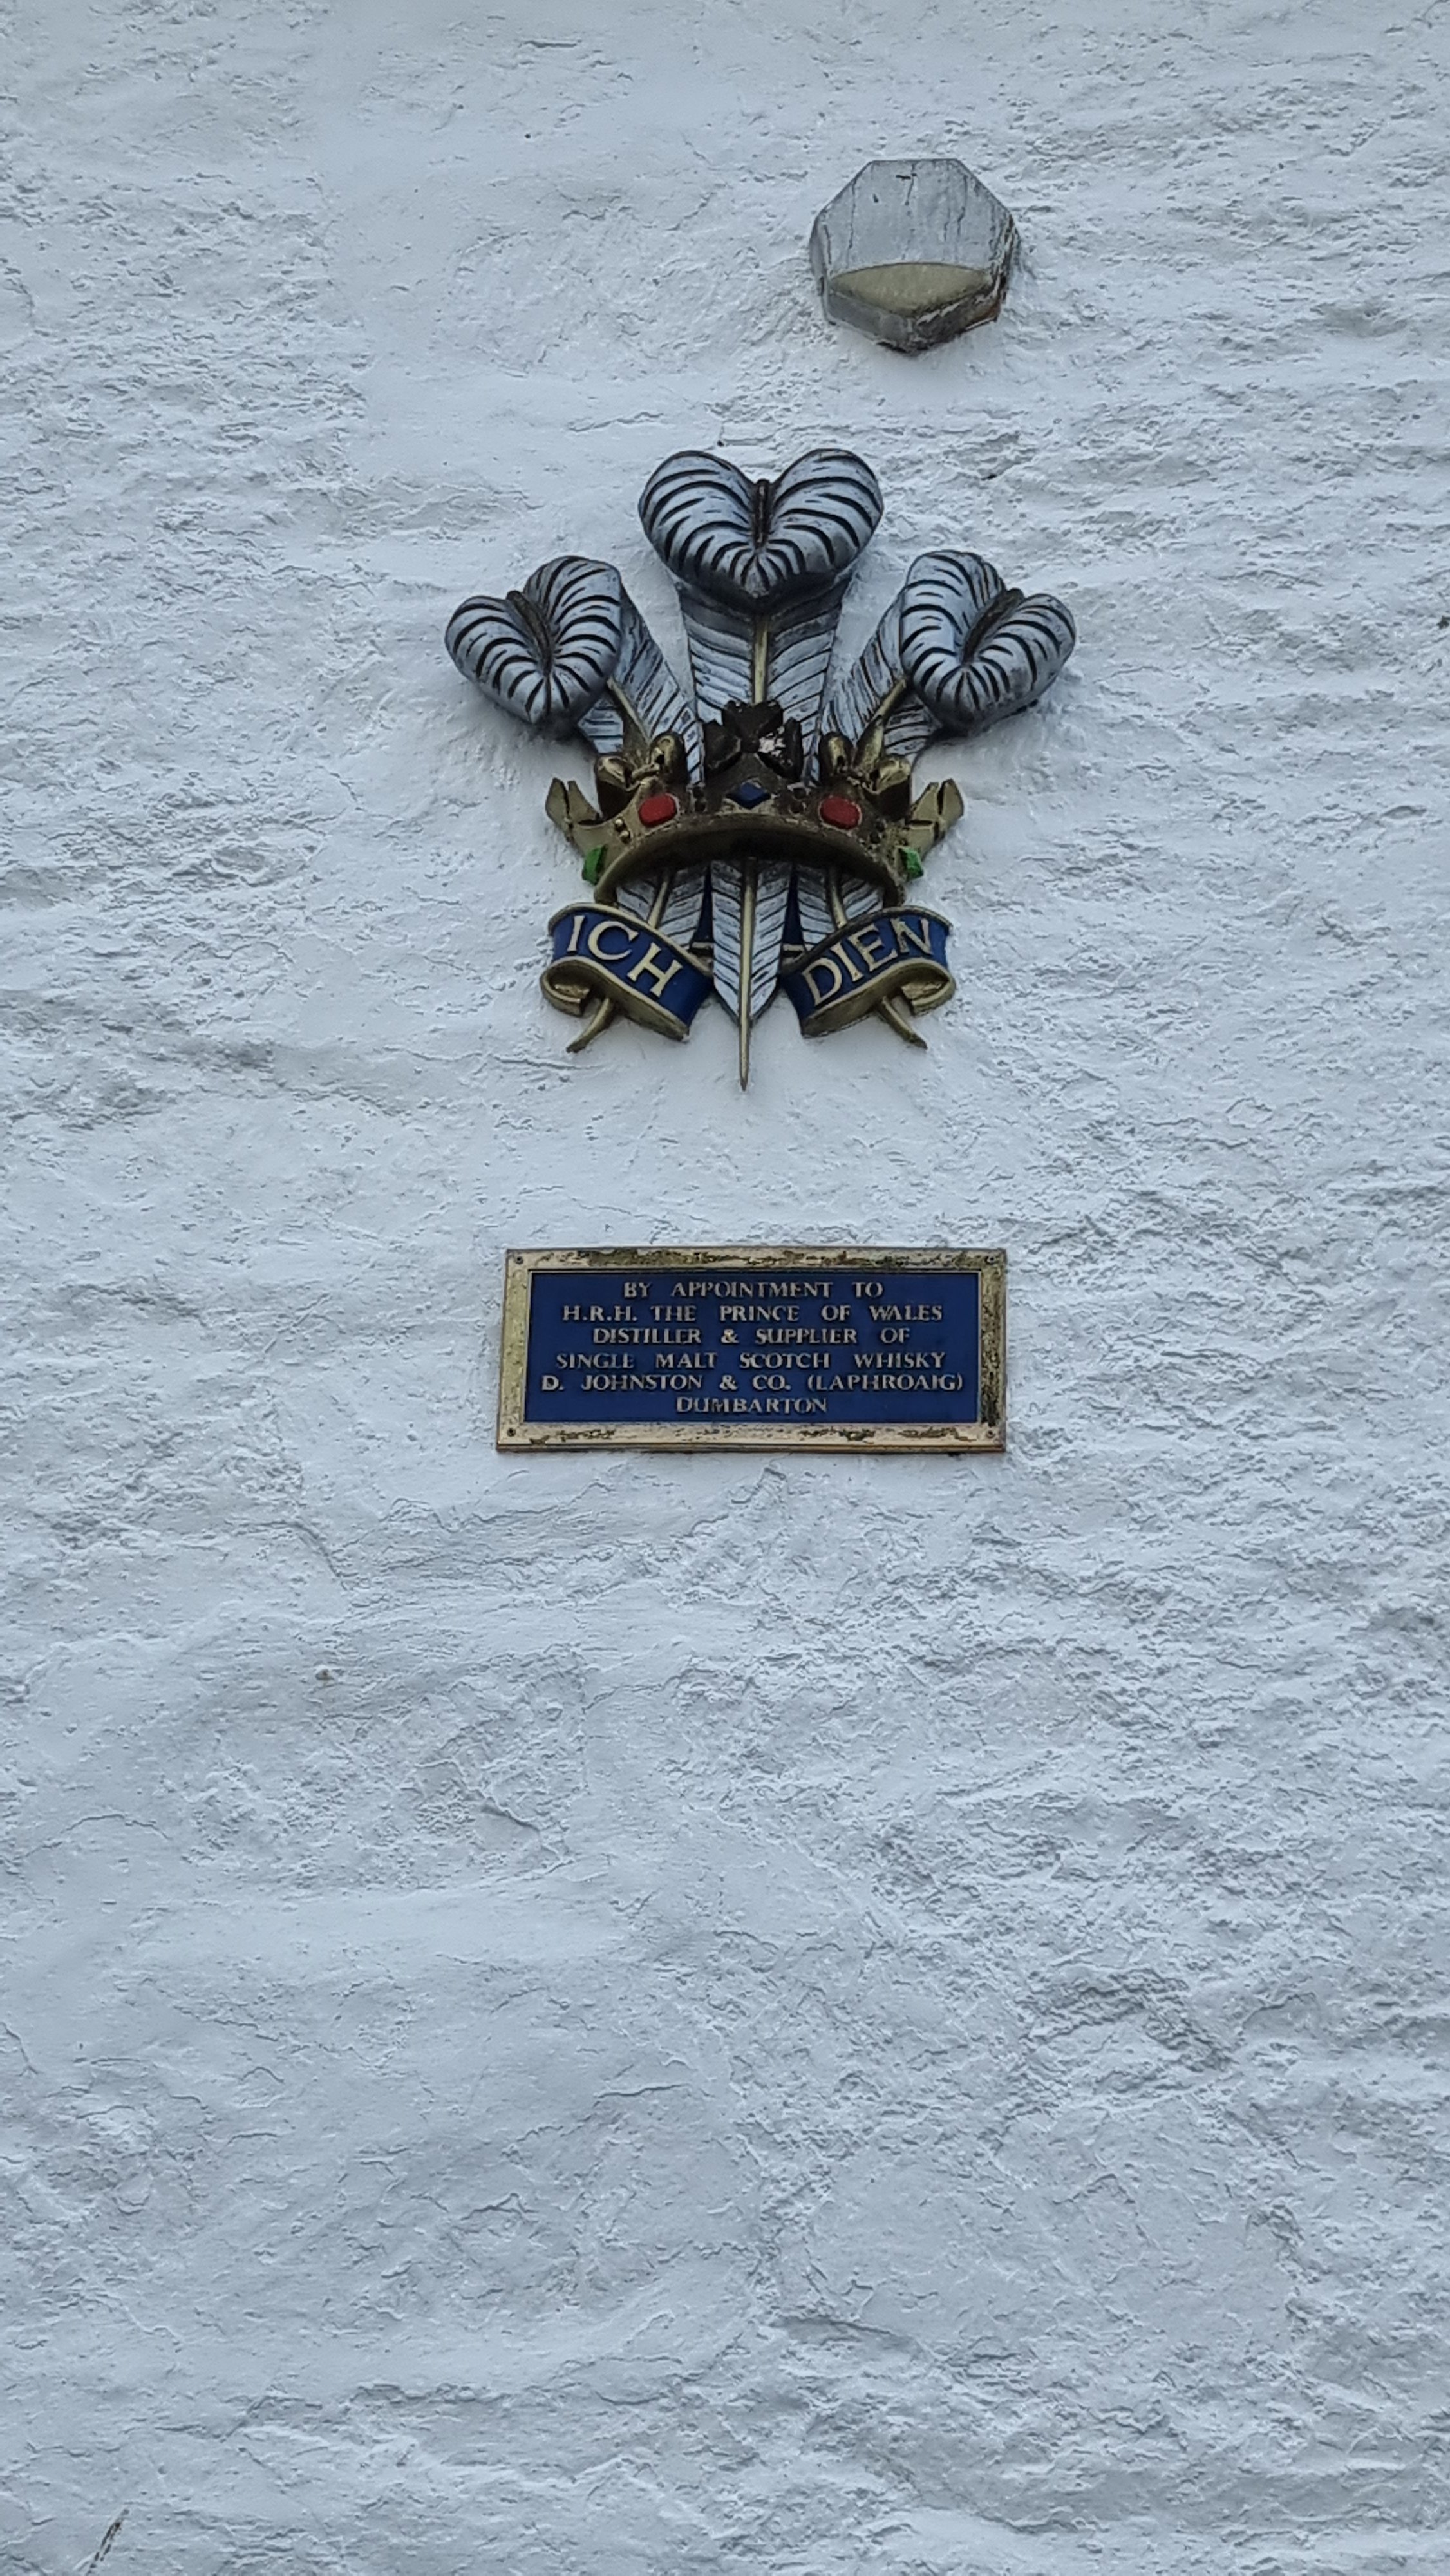 ICH DIEN
BY APPOINTMENT TO
H.R.H. THE PRINCE OF WALES
DISTILLER & SUPPLIER OF
SINGLE MALT SCOTCH WHISKY
D. JOHNSTON & CO. (LAPHROAIG)
DUMBARTON